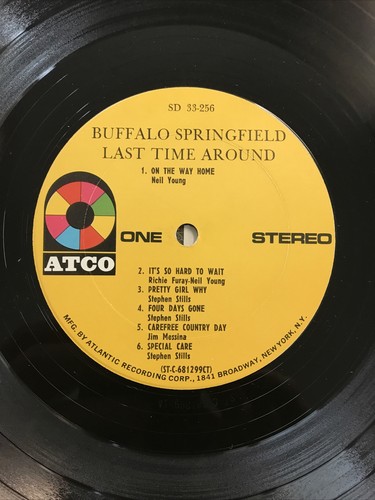 SD 33-256
BUFFALO SPRINGFIELD
LAST TIME AROUND
1. ON THE WAY HOME
Neil Young
ATCO
ONE
STEREO
2. IT'S SO HARD TO WAIT
Richie Furay-Neil Young
3. PRETTY GIRL WHY
Stephen Stills
4. FOUR DAYS GONE
Stephen Stills
5. CAREFREE COUNTRY DAY
Jim Messina
6. SPECIAL CARE
Stephen Stills
(ST-C-681299CT)
MFG. BY ATLANTIC RECORDING CORP., 1841 BROADWAY, NEW YORK, N.Y.